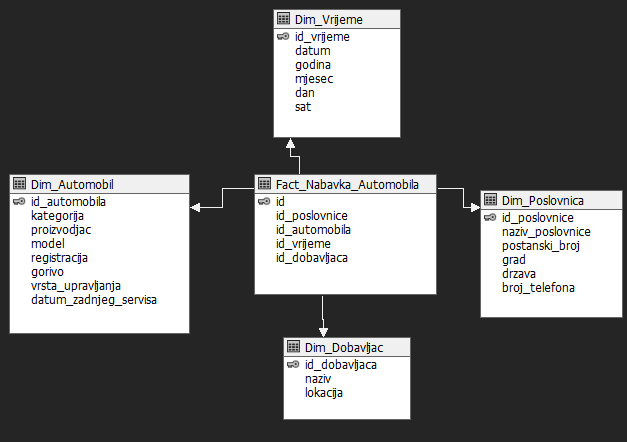 Dim_Vrijeme
id_vrijeme
datum
godina
mjesec
dan
sat
Dim_Automobil
id_automobila
kategorija
proizvodjac
model
registracija
gorivo
vrsta_upravljanja
datum_zadnjeg_servisa
Fact_Nabavka_Automobila
id
id_poslovnice
id_automobila
id_vrijeme
id_dobavljaca
Dim_Poslovnica
id_poslovnice
naziv_poslovnice
postanski_broj
grad
drzava
broj_telefona
Dim_Dobavljac
id_dobavljaca
naziv
lokacija